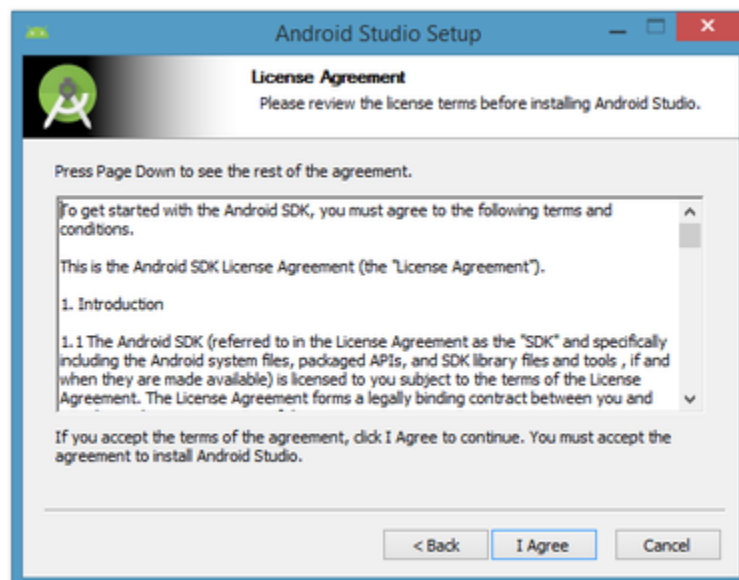 Android Studio Setup
License Agreement
Please review the license terms before installing Android Studio.
Press Page Down to see the rest of the agreement.
To get started with the Android SDK, you must agree to the following terms and
conditions.
This is the Android SDK License Agreement (the "License Agreement").
1. Introduction
1.1 The Android SDK (referred to in the License Agreement as the "SDK" and specifically
including the Android system files, packaged APIs, and SDK library files and tools , if and
when they are made available) is licensed to you subject to the terms of the License
Agreement. The License Agreement forms a legally binding contract between you and
If you accept the terms of the agreement, click I Agree to continue. You must accept the
agreement to install Android Studio.
< Back
I Agree
Cancel